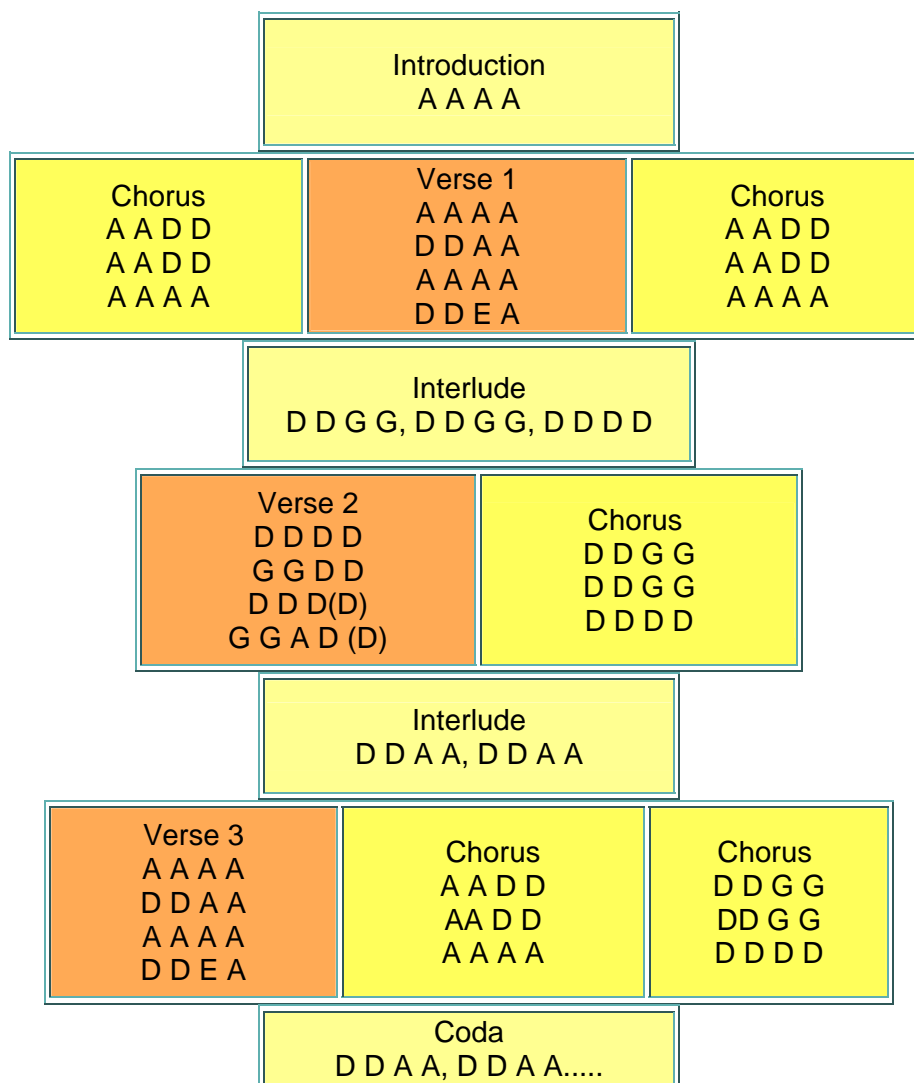 Introduction
A A A A
Chorus
A A D D
A A D D
A A A A
Verse 1
A A A A
D D A A
A A A A
D D E A
Chorus
A A D D
A A D D
A A A A
Interlude
D D G G, D D G G, D D D D
Verse 2
D D D D
G G D D
D D D(D)
G G A D (D)
Chorus
D D G G
D D G G
D D D D
Interlude
D D A A, D D A A
Verse 3
A A A A
D D A A
A A A A
D D E A
Chorus
A A D D
AA D D
A A A A
Chorus
D D G G
DD G G
D D D D
Coda
D D A A, D D A A.....